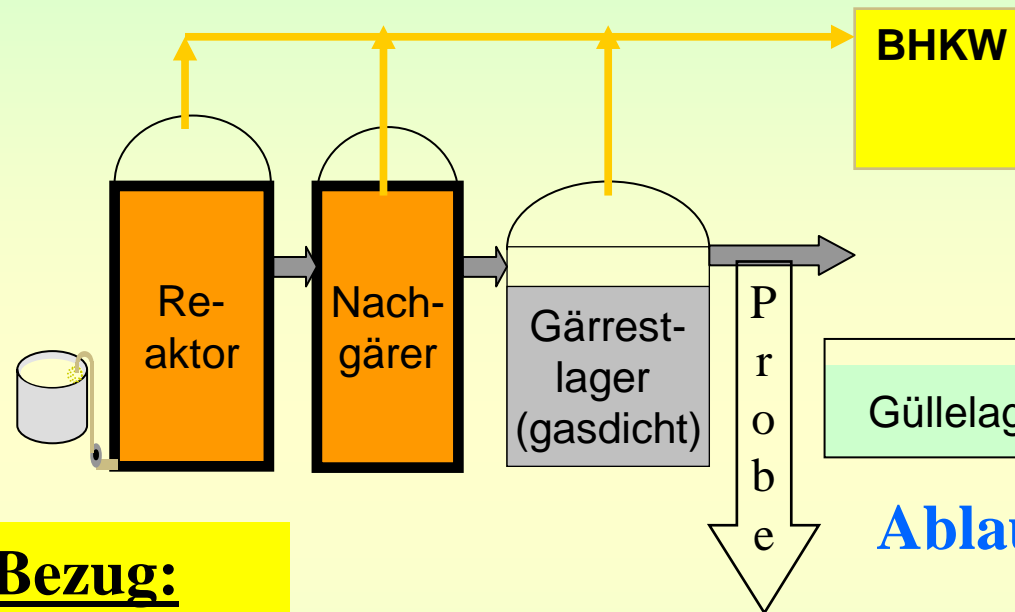 BHKW
Re-
aktor
Nach-
gärer
Gärrest-
lager
(gasdicht)
P
r
o
b
e
Güllelag
Ablau
Bezug: